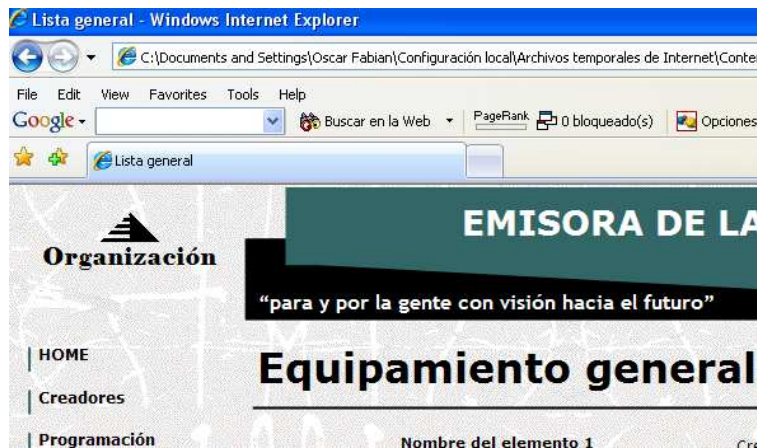 Lista general - Windows Internet Explorer
C:\Documents and Settings\Oscar Fabian\Configuración local\Archivos temporales de Internet\Conte
File Edit View Favorites Tools Help
Google Buscar en la Web PageRank 0 bloqueado(s) Opciones
Lista general
EMISORA DE LA
Organización
“para y por la gente con visión hacia el futuro”
HOME
Equipamiento general
Creadores
Programación
Nombre del elemento 1 Cre